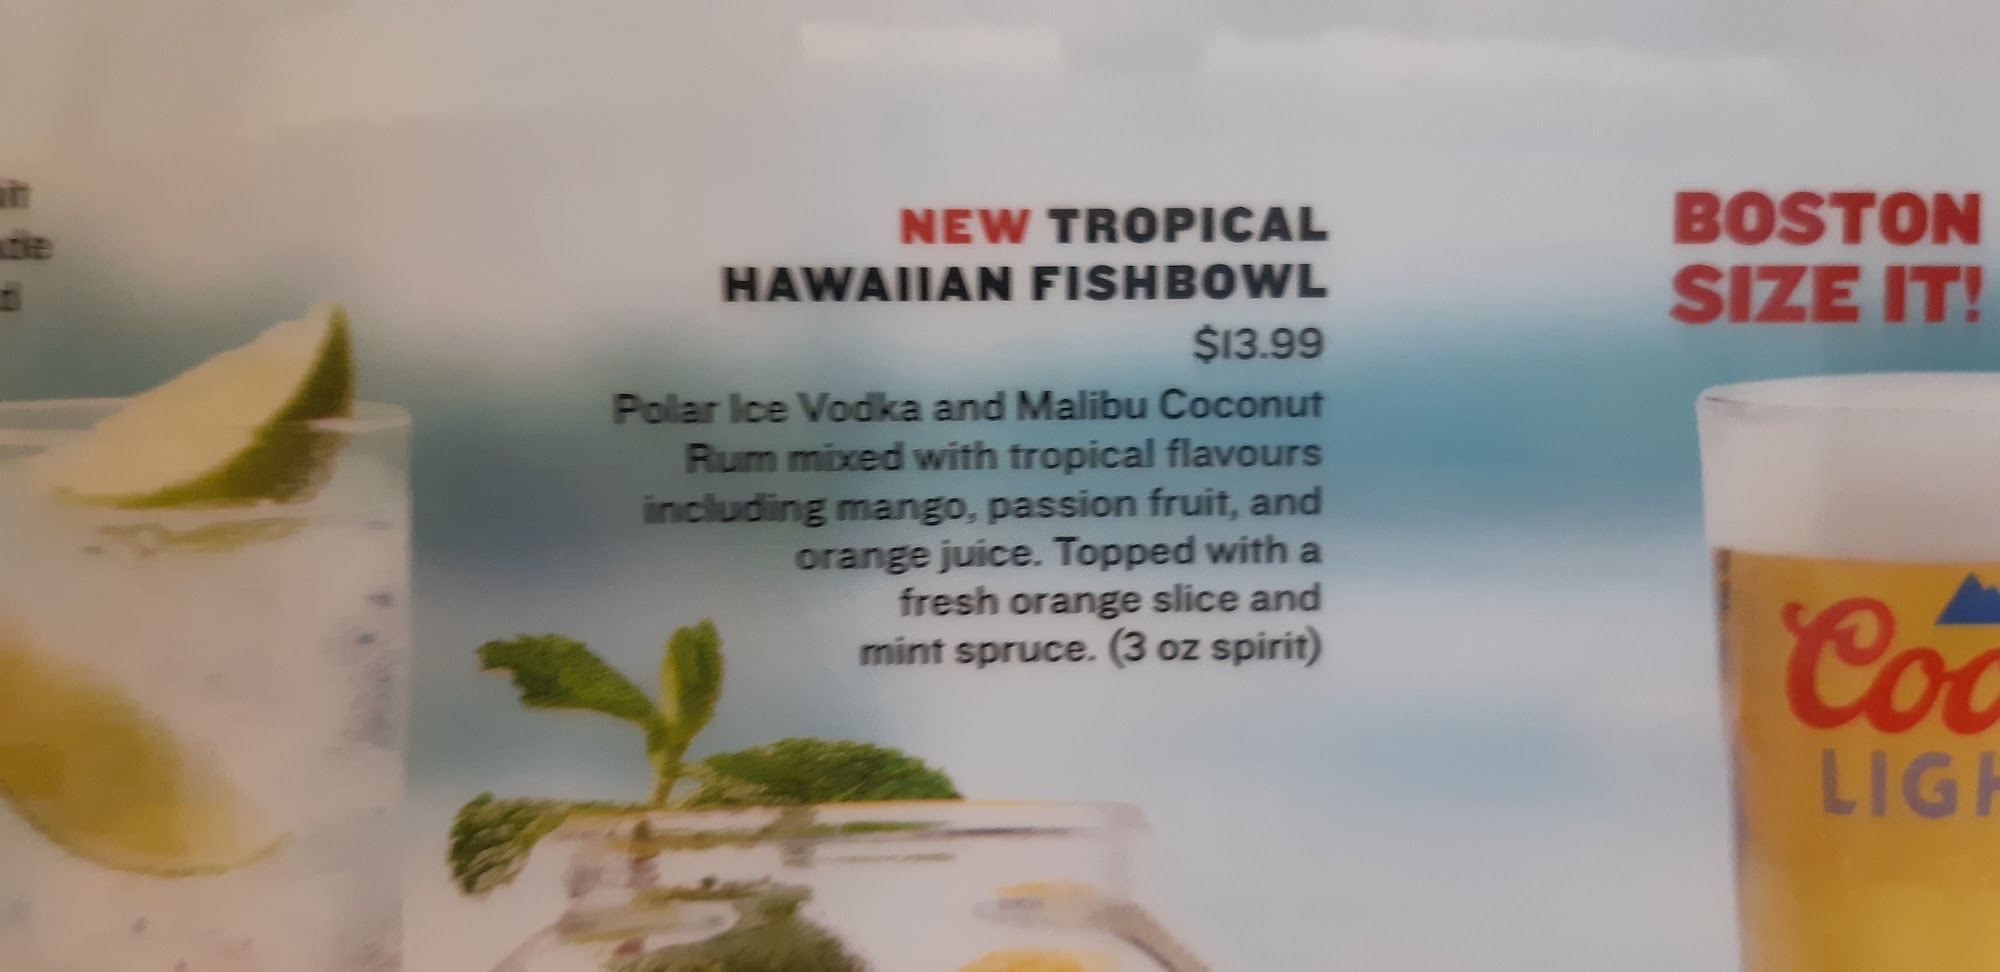 NEW TROPICAL
HAWAIIAN FISHBOWL
$13.99
Polar Ice Vodka and Malibu Coconut
Rum mixed with tropical flavours
including mango, passion fruit, and
orange juice. Topped with a
fresh orange slice and
mint spruce. (3 oz spirit)
BOSTON
SIZE IT!
Coo
LIGH